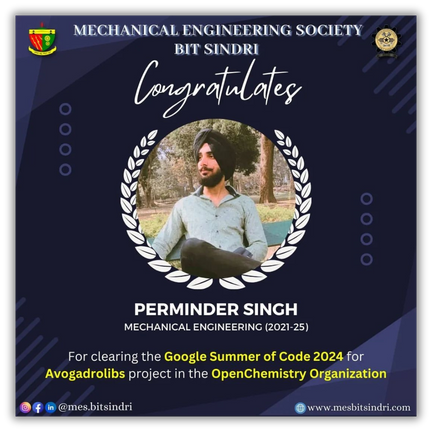 MECHANICAL ENGINEERING SOCIETY
BIT SINDRI
Congratulates
PERMINDER SINGH
MECHANICAL ENGINEERING (2021-25)
For clearing the Google Summer of Code 2024 for
Avogadrolibs project in the OpenChemistry Organization
@mes.bitsindri
www.mesbitsindri.com